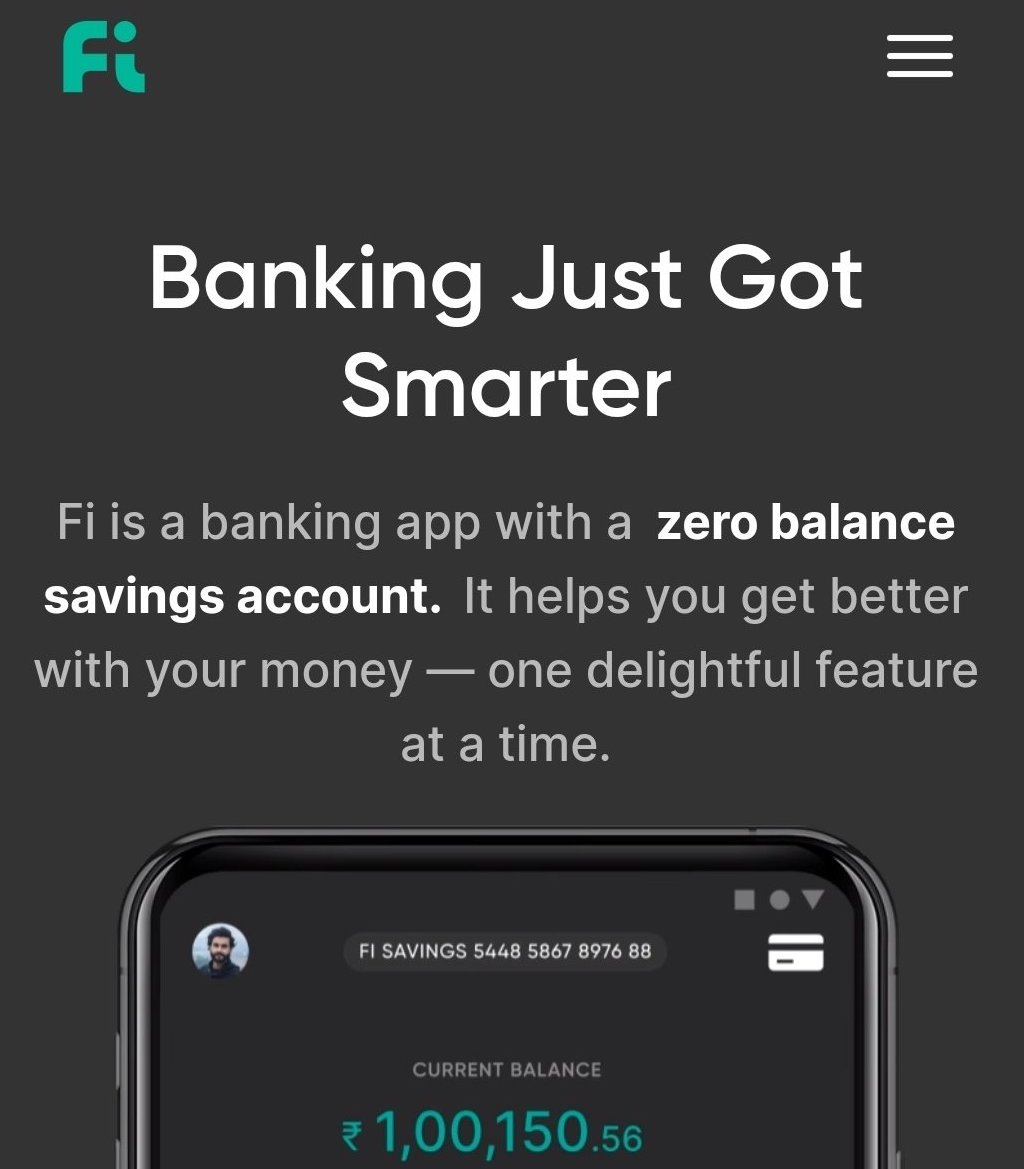 Fi
Banking Just Got
Smarter
Fi is a banking app with a zero balance
savings account. It helps you get better
with your money — one delightful feature
at a time.
FI SAVINGS 5448 5867 8976 88
CURRENT BALANCE
₹ 1,00,150.56